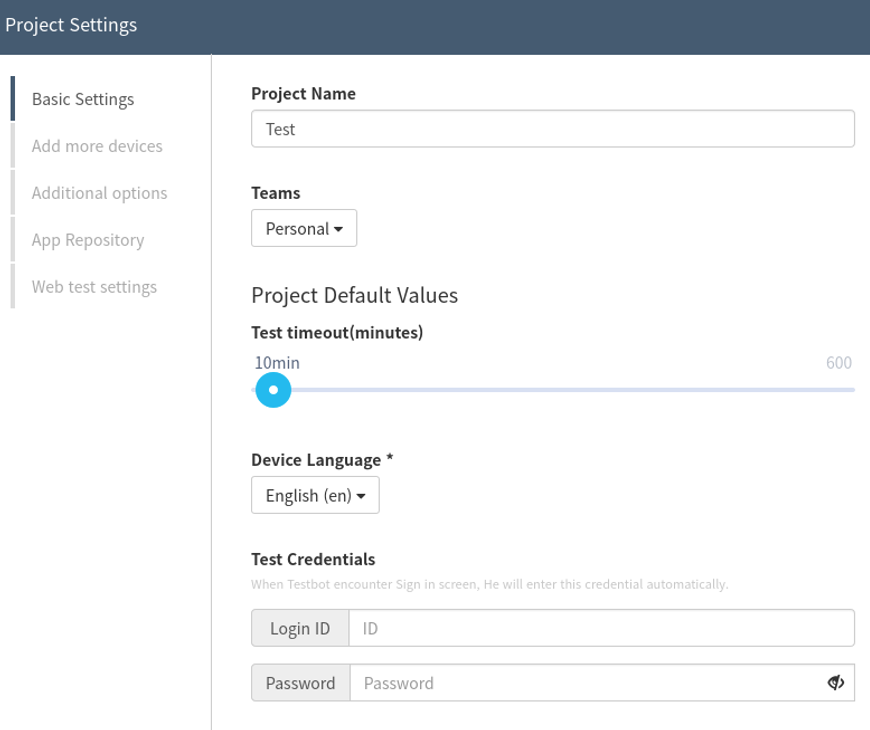 Project Settings
Basic Settings
Add more devices
Additional options
App Repository
Web test settings
Project Name
Test
Teams
Personal
Project Default Values
Test timeout(minutes)
10min 600
Device Language *
English (en)
Test Credentials
When Testbot encounter Sign in screen, He will enter this credential automatically.
Login ID ID
Password Password